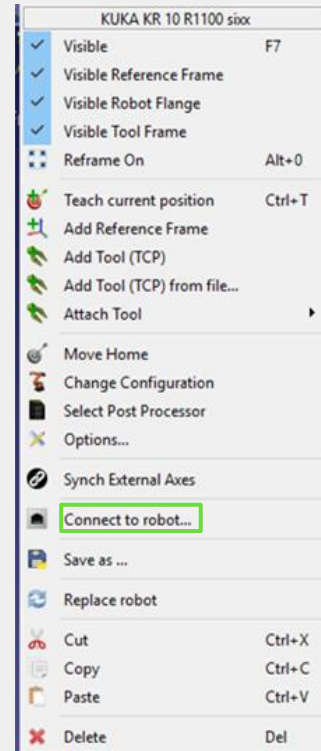 KUKA KR 10 R1100 sixx
Visible F7
Visible Reference Frame
Visible Robot Flange
Visible Tool Frame
Reframe On Alt+0
Teach current position Ctrl+T
Add Reference Frame
Add Tool (TCP)
Add Tool (TCP) from file...
Attach Tool
Move Home
Change Configuration
Select Post Processor
Options...
Synch External Axes
Connect to robot...
Save as ...
Replace robot
Cut Ctrl+X
Copy Ctrl+C
Paste Ctrl+V
Delete Del